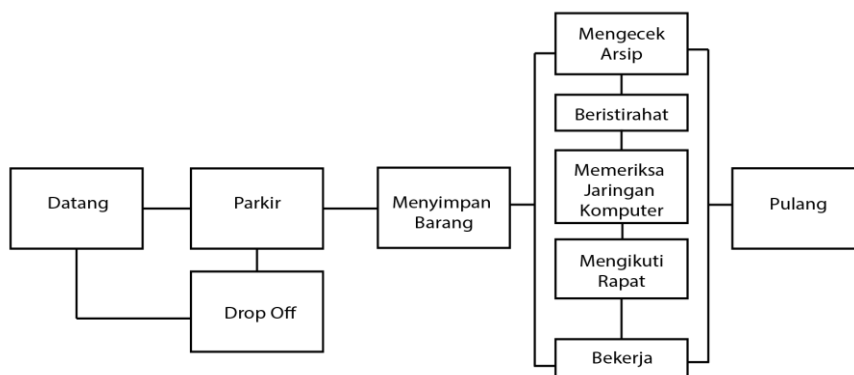 Datang
Parkir
Drop Off
Menyimpan
Barang
Mengecek
Arsip
Beristirahat
Memeriksa
Jaringan
Komputer
Mengikuti
Rapat
Bekerja
Pulang